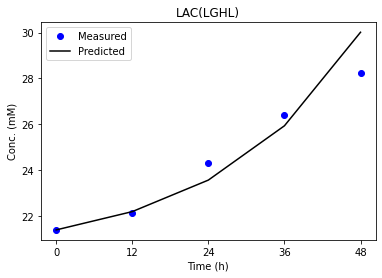 LAC(LGHL)
Measured
Predicted
30
28
26
24
22
Conc. (mM)
0 12 24 36 48
Time (h)